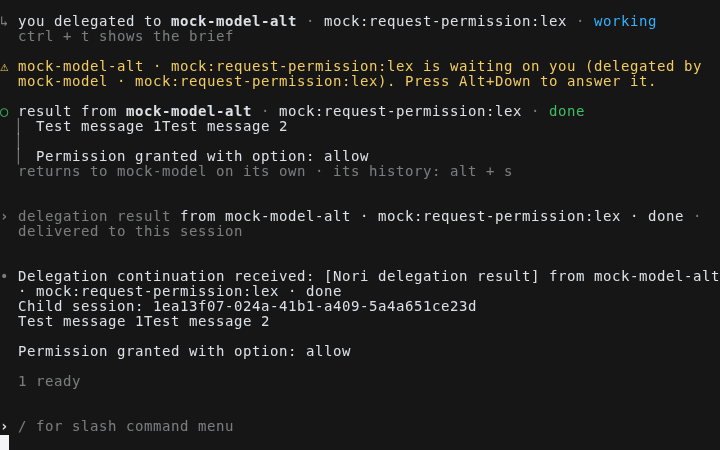 ↳ you delegated to mock-model-alt · mock:request-permission:lex · working
ctrl + t shows the brief
⚠ mock-model-alt · mock:request-permission:lex is waiting on you (delegated by
mock-model · mock:request-permission:lex). Press Alt+Down to answer it.
○ result from mock-model-alt · mock:request-permission:lex · done
│ Test message 1Test message 2
│
│ Permission granted with option: allow
returns to mock-model on its own · its history: alt + s
› delegation result from mock-model-alt · mock:request-permission:lex · done ·
delivered to this session
• Delegation continuation received: [Nori delegation result] from mock-model-alt
· mock:request-permission:lex · done
Child session: 1ea13f07-024a-41b1-a409-5a4a651ce23d
Test message 1Test message 2
Permission granted with option: allow
1 ready
› / for slash command menu